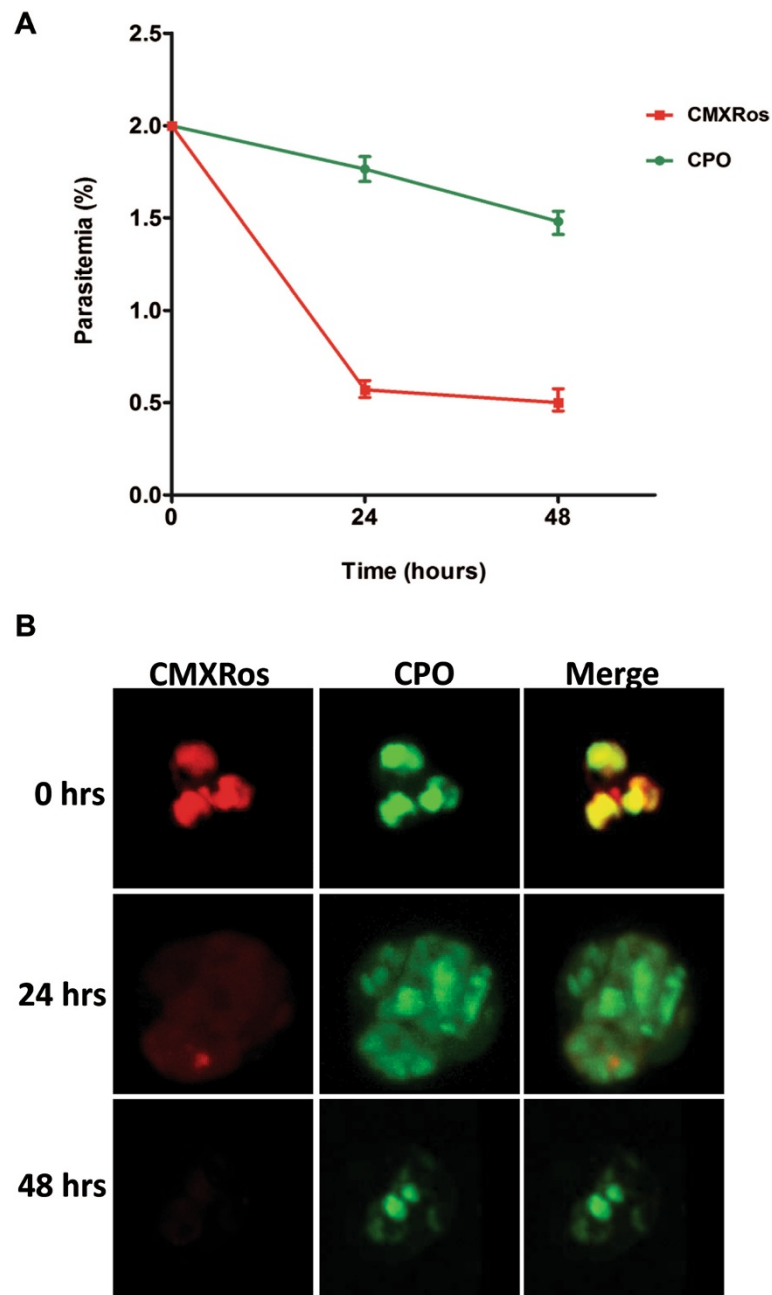 A
2.5
2.0
1.5
1.0
0.5
0.0
0 24 48
Parasitemia (%)
Time (hours)
CMXRos
CPO
B
CMXRos CPO Merge
0 hrs
24 hrs
48 hrs